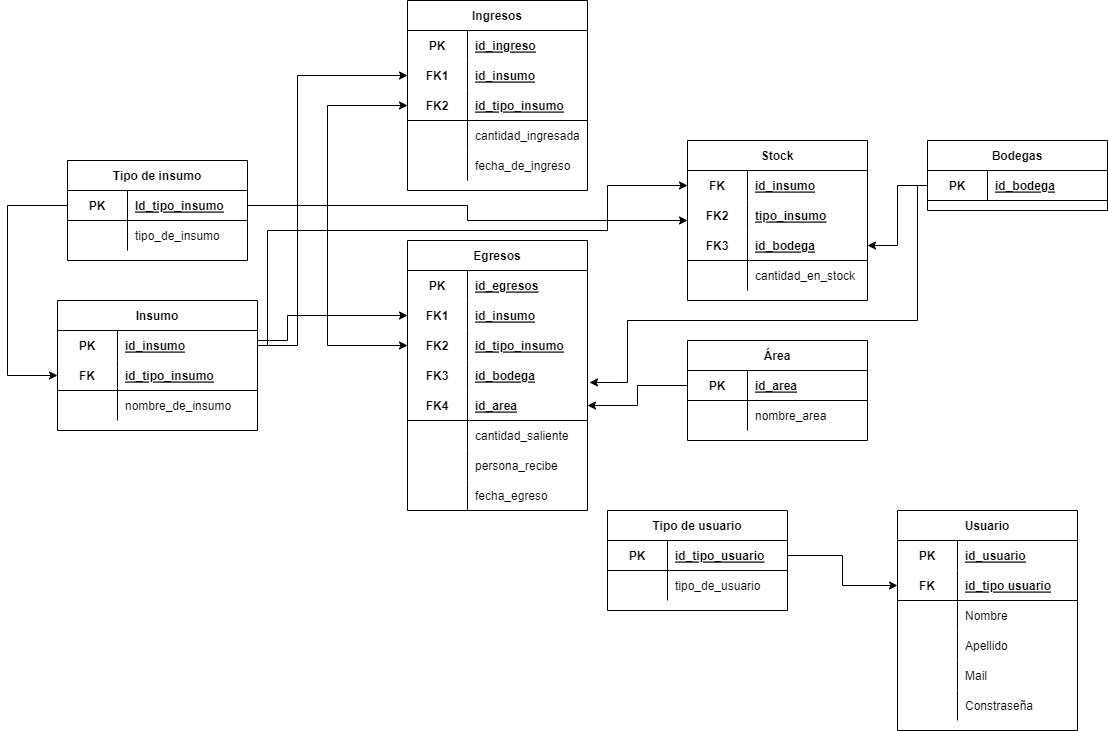 Ingresos
PK id_ingreso
FK1 id_insumo
FK2 id_tipo_insumo
cantidad_ingresada
fecha_de_ingreso
Tipo de insumo
PK Id_tipo_insumo
tipo_de_insumo
Stock
FK id_insumo
FK2 tipo_insumo
FK3 id_bodega
cantidad_en_stock
Bodegas
PK id_bodega
Egresos
PK id_egresos
FK1 id_insumo
FK2 id_tipo_insumo
FK3 id_bodega
FK4 id_area
cantidad_saliente
persona_recibe
fecha_egreso
Insumo
PK id_insumo
FK id_tipo_insumo
nombre_de_insumo
Área
PK id_area
nombre_area
Tipo de usuario
PK id_tipo_usuario
tipo_de_usuario
Usuario
PK id_usuario
FK id_tipo usuario
Nombre
Apellido
Mail
Constraseña